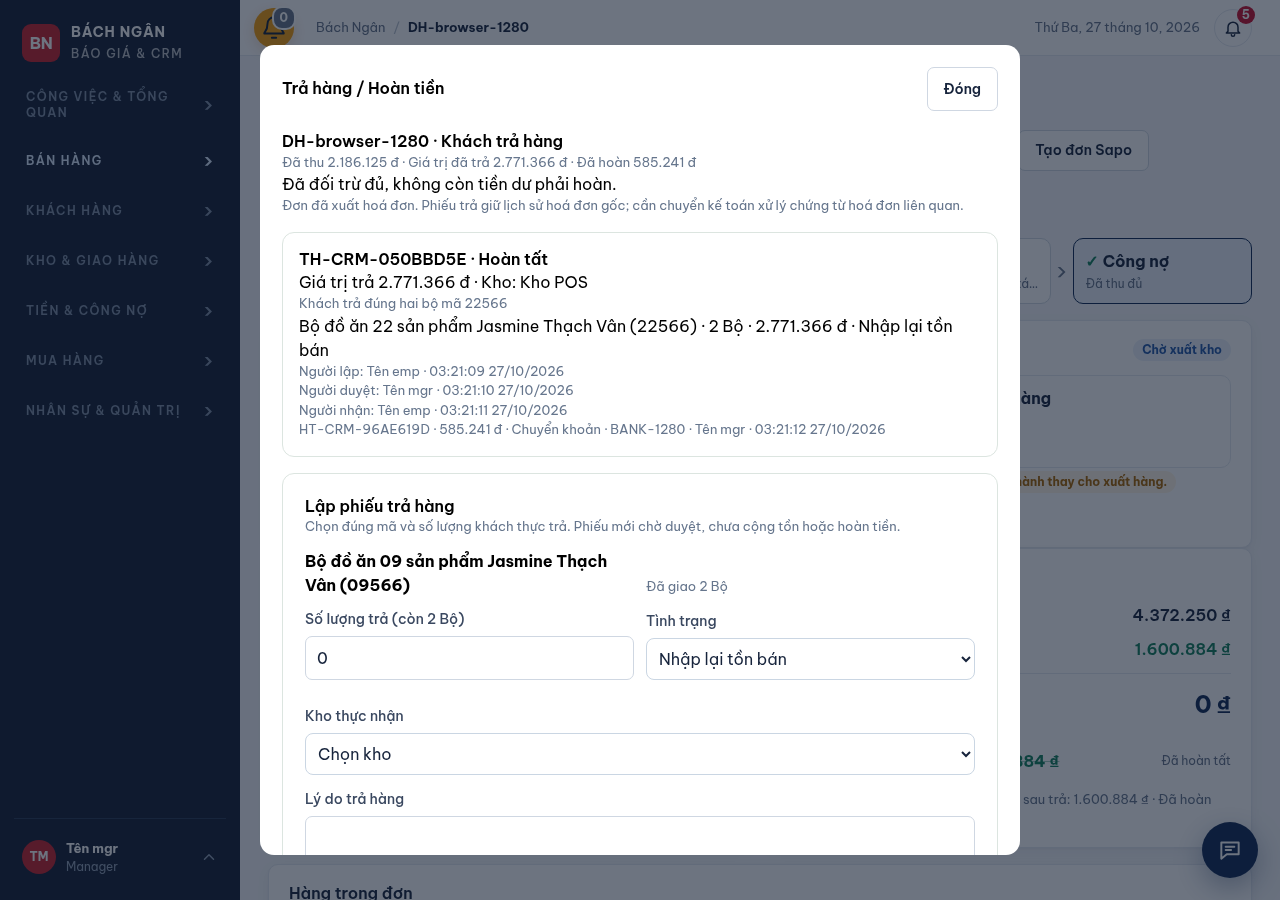 BN
BÁCH NGÂN
BÁO GIÁ & CRM
CÔNG VIỆC & TỔNG QUAN
BÁN HÀNG
KHÁCH HÀNG
KHO & GIAO HÀNG
TIỀN & CÔNG NỢ
MUA HÀNG
NHÂN SỰ & QUẢN TRỊ
TM
Tên mgr
Manager
0
Bách Ngân / DH-browser-1280
Thứ Ba, 27 tháng 10, 2026
5
Trả hàng / Hoàn tiền
Đóng
DH-browser-1280 · Khách trả hàng
Đã thu 2.186.125 đ · Giá trị đã trả 2.771.366 đ · Đã hoàn 585.241 đ
Đã đối trừ đủ, không còn tiền dư phải hoàn.
Đơn đã xuất hoá đơn. Phiếu trả giữ lịch sử hoá đơn gốc; cần chuyển kế toán xử lý chứng từ hoá đơn liên quan.
TH-CRM-050BBD5E · Hoàn tất
Giá trị trả 2.771.366 đ · Kho: Kho POS
Khách trả đúng hai bộ mã 22566
Bộ đồ ăn 22 sản phẩm Jasmine Thạch Vân (22566) · 2 Bộ · 2.771.366 đ · Nhập lại tồn
bán
Người lập: Tên emp · 03:21:09 27/10/2026
Người duyệt: Tên mgr · 03:21:10 27/10/2026
Người nhận: Tên emp · 03:21:11 27/10/2026
HT-CRM-96AE619D · 585.241 đ · Chuyển khoản · BANK-1280 · Tên mgr · 03:21:12 27/10/2026
Lập phiếu trả hàng
Chọn đúng mã và số lượng khách thực trả. Phiếu mới chờ duyệt, chưa cộng tồn hoặc hoàn tiền.
Bộ đồ ăn 09 sản phẩm Jasmine Thạch
Vân (09566)
Đã giao 2 Bộ
Số lượng trả (còn 2 Bộ)
Tình trạng
0
Nhập lại tồn bán
Kho thực nhận
Chọn kho
Lý do trả hàng
Tạo đơn Sapo
✓ Công nợ
Đã thu đủ
Chờ xuất kho
thay cho xuất hàng.
4.372.250 đ
1.600.884 đ
0 đ
Đã hoàn tất
sau trả: 1.600.884 đ · Đã hoàn
Hàng trong đơn